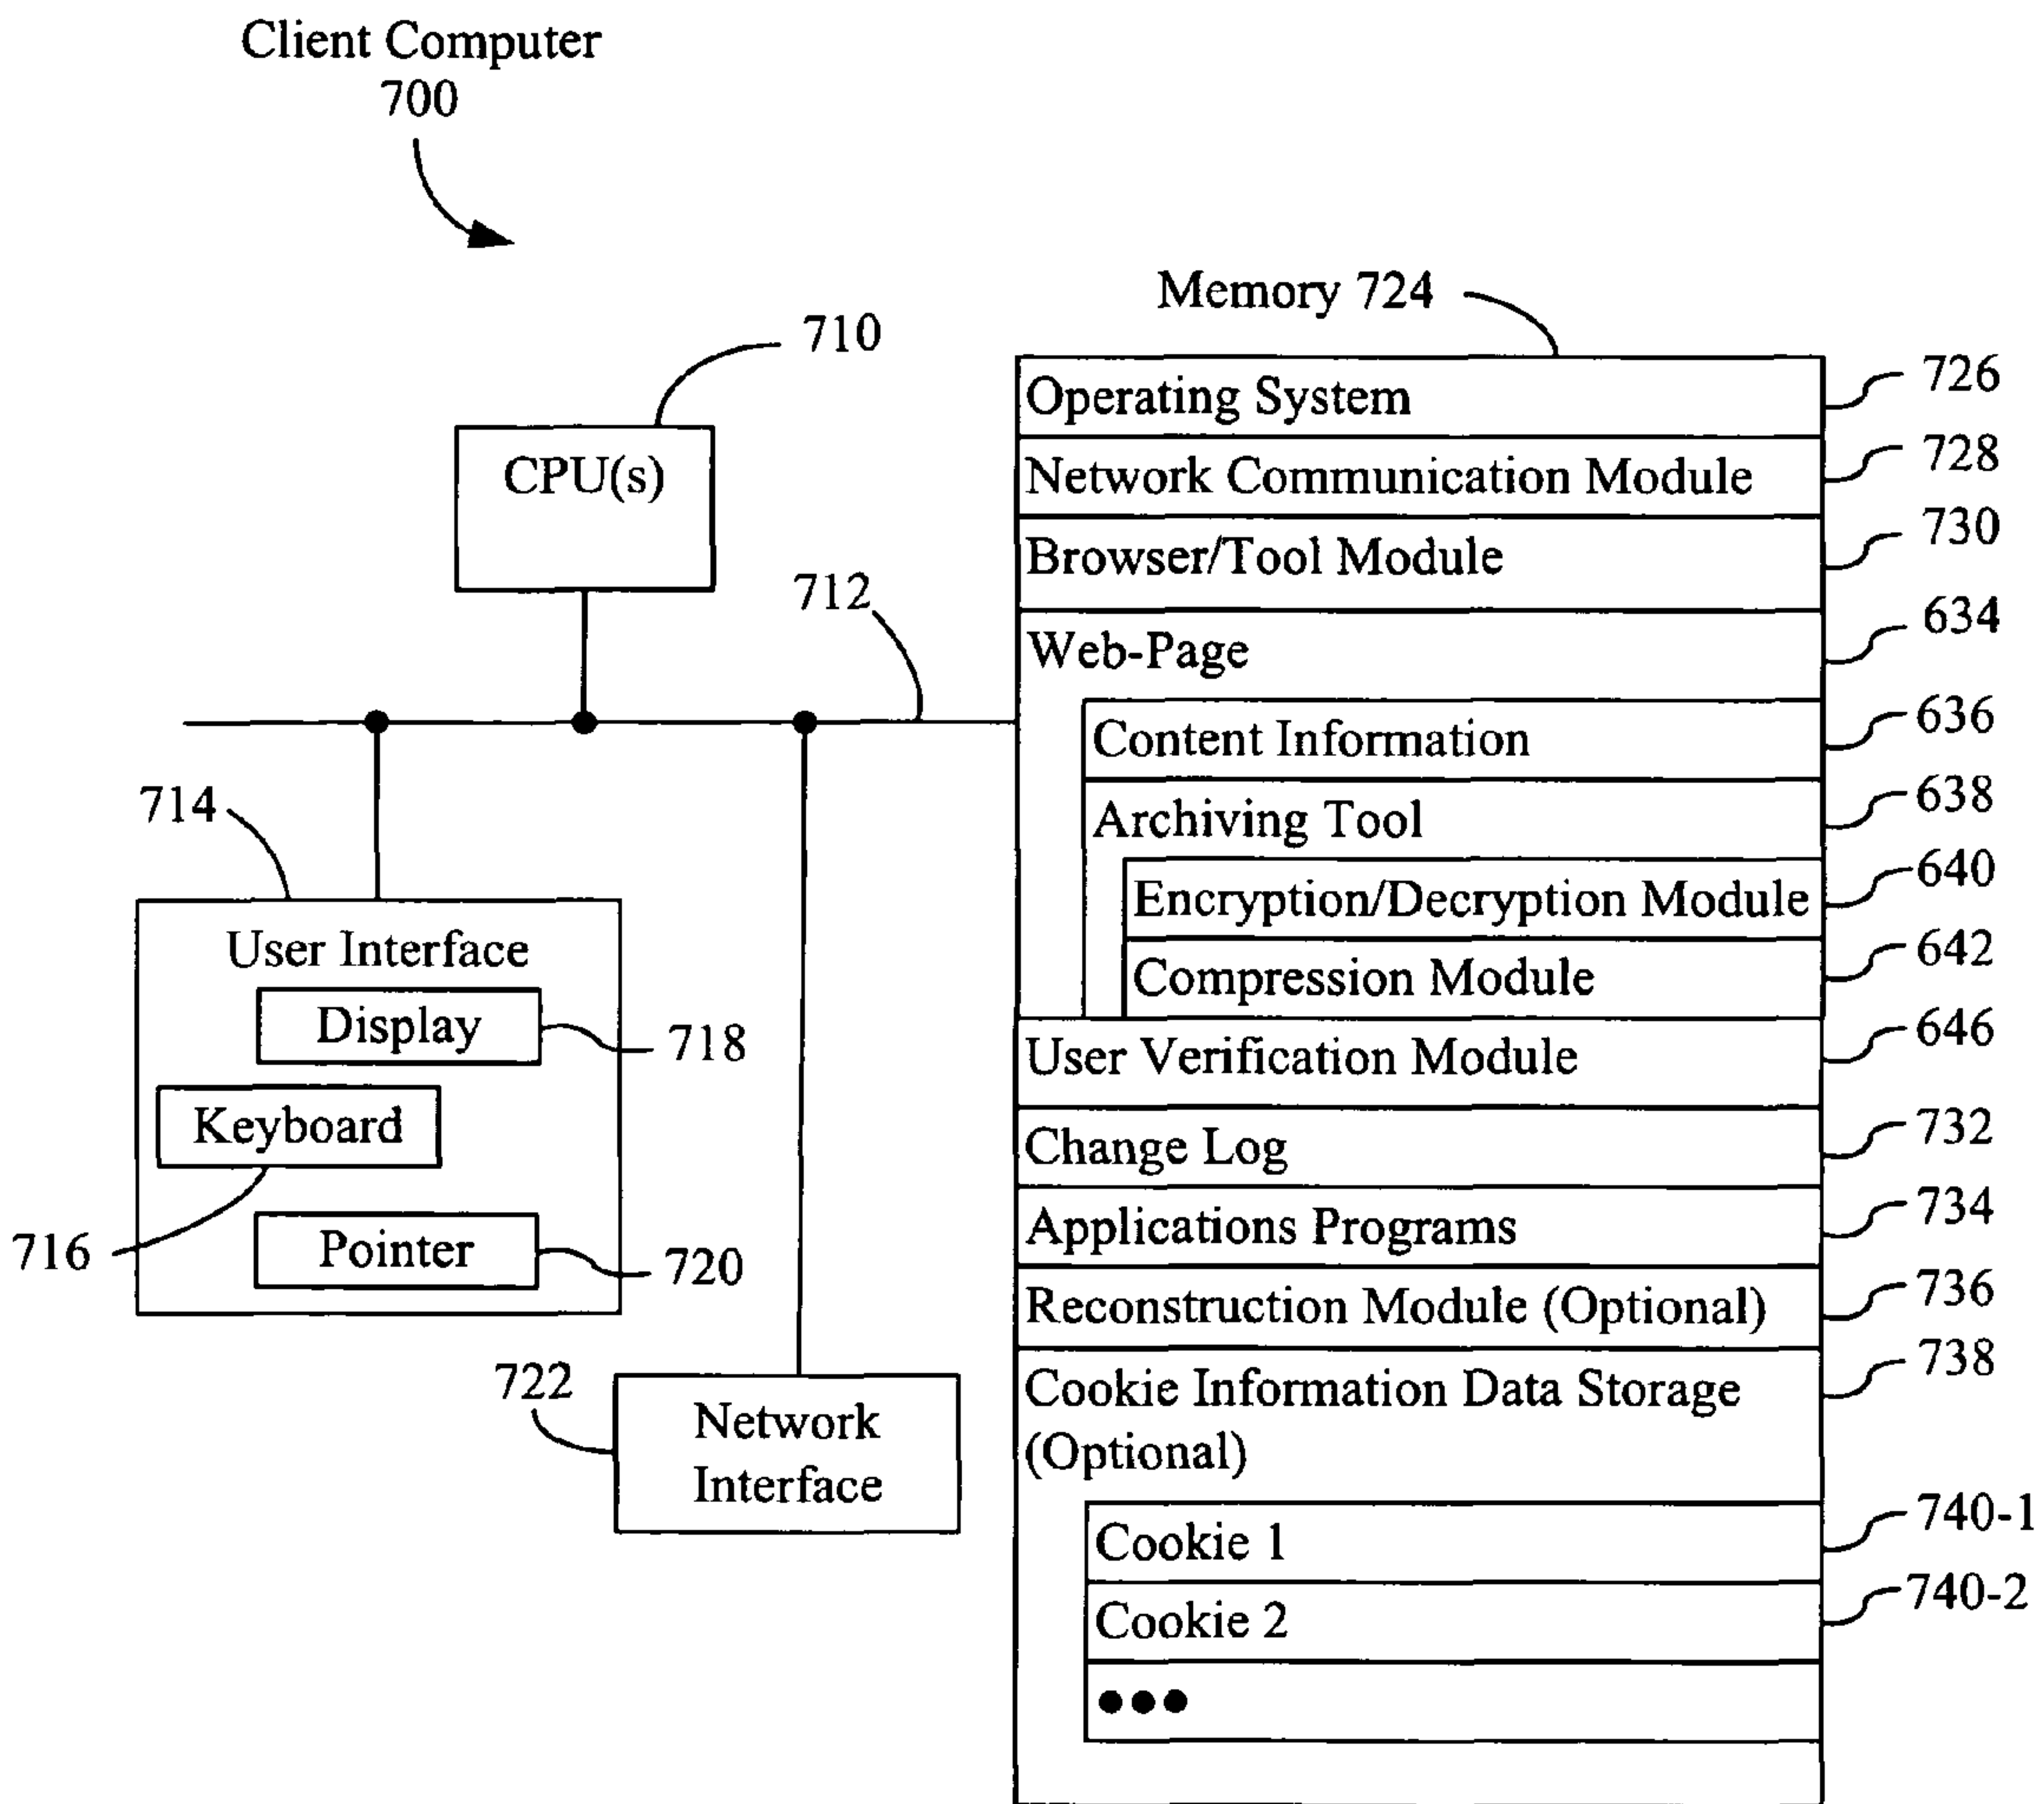 Client Computer
700
Memory 724
710
CPU(s)
712
714
User Interface
Display
718
Keyboard
716
Pointer
720
722
Network
Interface
Operating System
726
Network Communication Module
728
Browser/Tool Module
730
Web-Page
634
Content Information
636
Archiving Tool
638
Encryption/Decryption Module
640
Compression Module
642
User Verification Module
646
Change Log
732
Applications Programs
734
Reconstruction Module (Optional)
736
Cookie Information Data Storage
(Optional)
738
Cookie 1
740-1
Cookie 2
740-2